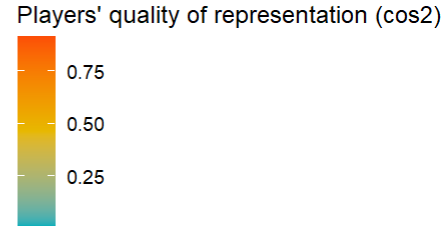 Players' quality of representation (cos2)
0.75
0.50
0.25